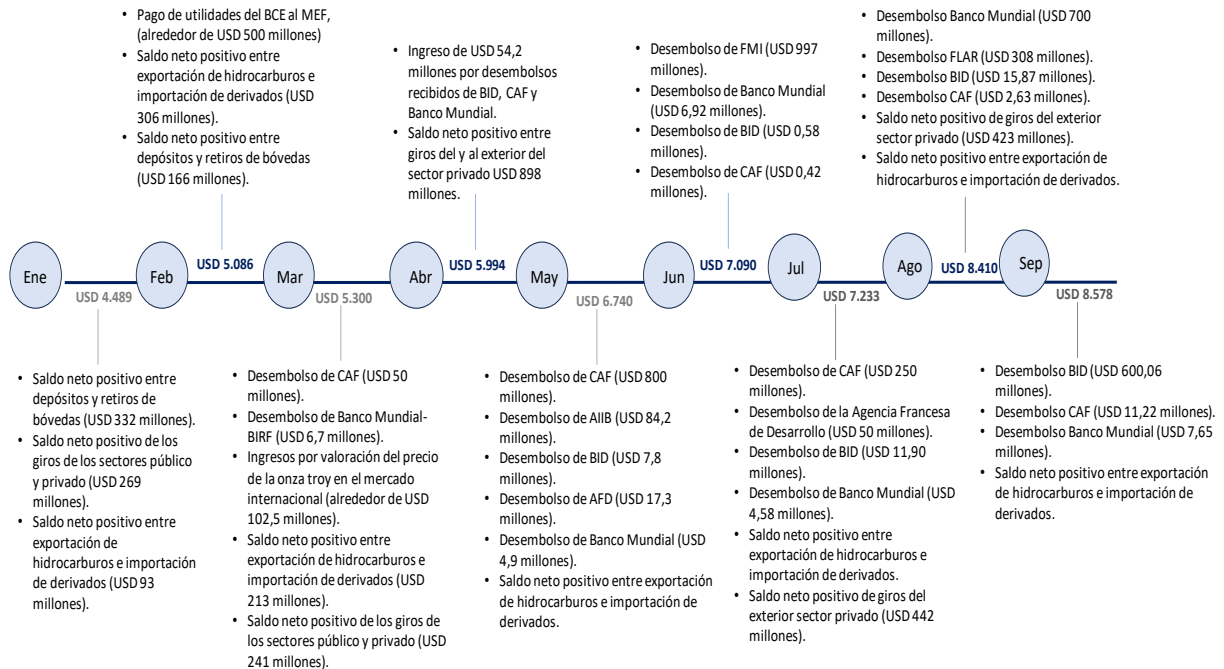 • Pago de utilidades del BCE al MEF,
(alrededor de USD 500 millones)
• Saldo neto positivo entre
exportación de hidrocarburos e
importación de derivados (USD
306 millones).
• Saldo neto positivo entre
depósitos y retiros de bóvedas
(USD 166 millones).
• Ingreso de USD 54,2
millones por desembolsos
recibidos de BID, CAF y
Banco Mundial.
• Saldo neto positivo entre
giros del y al exterior del
sector privado USD 898
millones.
• Desembolso de FMI (USD 997
millones).
• Desembolso de Banco Mundial
(USD 6,92 millones).
• Desembolso de BID (USD 0,58
millones).
• Desembolso de CAF (USD 0,42
millones).
• Desembolso Banco Mundial (USD 700
millones).
• Desembolso FLAR (USD 308 millones).
• Desembolso BID (USD 15,87 millones).
• Desembolso CAF (USD 2,63 millones).
• Saldo neto positivo de giros del exterior
sector privado (USD 423 millones).
• Saldo neto positivo entre exportación de
hidrocarburos e importación de derivados.
Ene
USD 4.489
Feb
USD 5.086
Mar
USD 5.300
Abr
USD 5.994
May
USD 6.740
Jun
USD 7.090
Jul
USD 7.233
Ago
USD 8.410
Sep
USD 8.578
• Saldo neto positivo entre
depósitos y retiros de
bóvedas (USD 332 millones).
• Saldo neto positivo de los
giros de los sectores público
y privado (USD 269
millones).
• Saldo neto positivo entre
exportación de
hidrocarburos e importación
de derivados (USD 93
millones).
• Desembolso de CAF (USD 50
millones).
• Desembolso de Banco Mundial-
BIRF (USD 6,7 millones).
• Ingresos por valoración del precio
de la onza troy en el mercado
internacional (alrededor de USD
102,5 millones).
• Saldo neto positivo entre
exportación de hidrocarburos e
importación de derivados (USD
213 millones).
• Saldo neto positivo de los giros de
los sectores público y privado (USD
241 millones).
• Desembolso de CAF (USD 800
millones).
• Desembolso de AIIB (USD 84,2
millones).
• Desembolso de BID (USD 7,8
millones).
• Desembolso de AFD (USD 17,3
millones).
• Desembolso de Banco Mundial (USD
4,9 millones).
• Saldo neto positivo entre exportación
de hidrocarburos e importación de
derivados.
• Desembolso de CAF (USD 250
millones).
• Desembolso de la Agencia Francesa
de Desarrollo (USD 50 millones).
• Desembolso de BID (USD 11,90
millones).
• Desembolso de Banco Mundial (USD
4,58 millones).
• Saldo neto positivo entre
exportación de hidrocarburos e
importación de derivados.
• Saldo neto positivo de giros del
exterior sector privado (USD 442
millones).
• Desembolso BID (USD 600,06
millones).
• Desembolso CAF (USD 11,22 millones).
• Desembolso Banco Mundial (USD 7,65
millones).
• Saldo neto positivo entre exportación
de hidrocarburos e importación de
derivados.